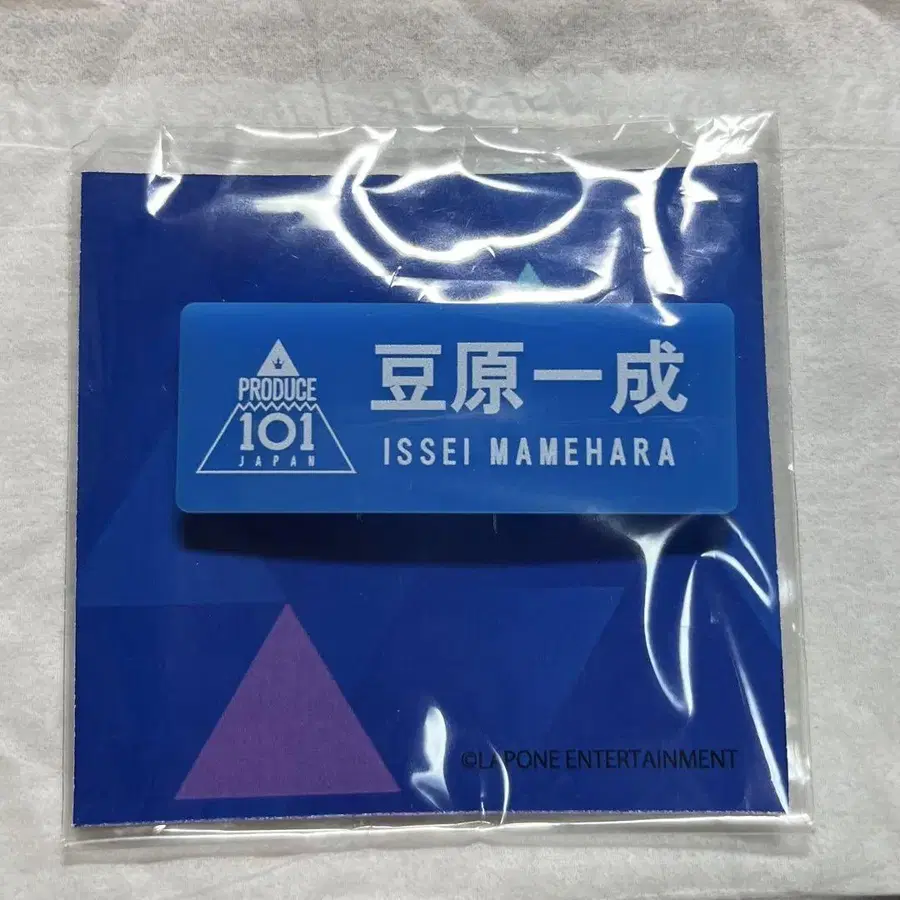 PRODUCE
101
JAPAN
豆原一成
ISSEI MAMEHARA
©LAPONE ENTERTAINMENT